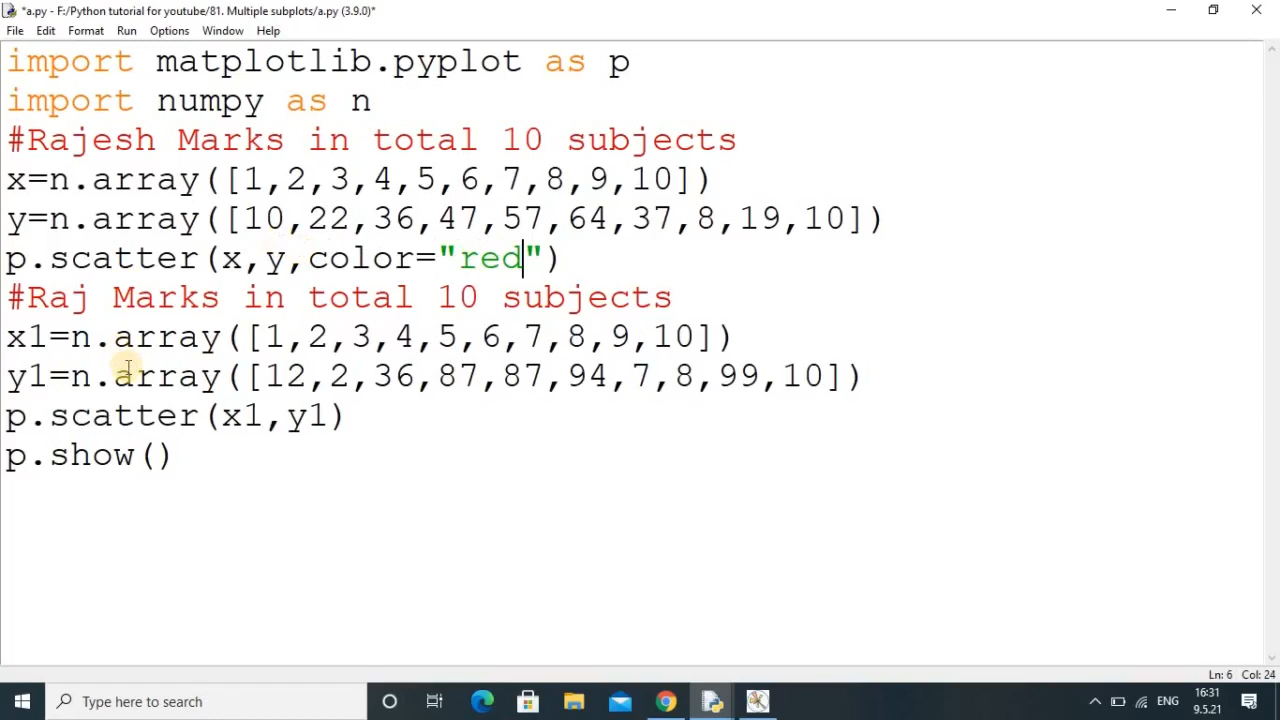 *a.py - F:/Python tutorial for youtube/81. Multiple subplots/a.py (3.9.0)*
File Edit Format Run Options Window Help
import matplotlib.pyplot as p
import numpy as n
#Rajesh Marks in total 10 subjects
x=n.array([1,2,3,4,5,6,7,8,9,10])
y=n.array([10,22,36,47,57,64,37,8,19,10])
p.scatter(x,y,color="red")
#Raj Marks in total 10 subjects
x1=n.array([1,2,3,4,5,6,7,8,9,10])
y1=n.array([12,2,36,87,87,94,7,8,99,10])
p.scatter(x1,y1)
p.show()
Ln: 6 Col: 24
Type here to search
ENG
16:31
9.5.21